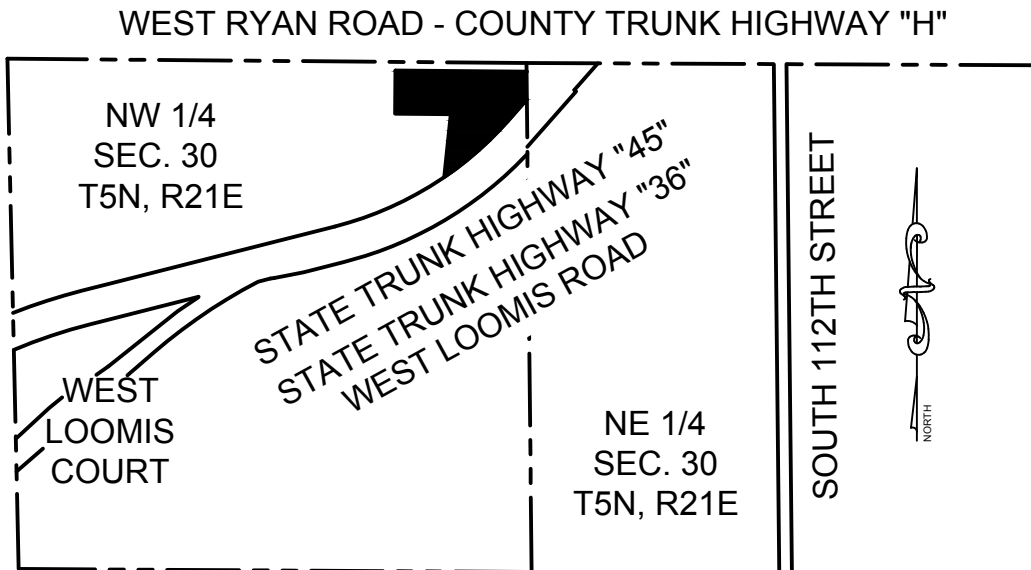 WEST RYAN ROAD - COUNTY TRUNK HIGHWAY "H"
NW 1/4
SEC. 30
T5N, R21E
STATE TRUNK HIGHWAY "45"
STATE TRUNK HIGHWAY "36"
WEST LOOMIS ROAD
WEST
LOOMIS
COURT
NE 1/4
SEC. 30
T5N, R21E
SOUTH 112TH STREET
NORTH